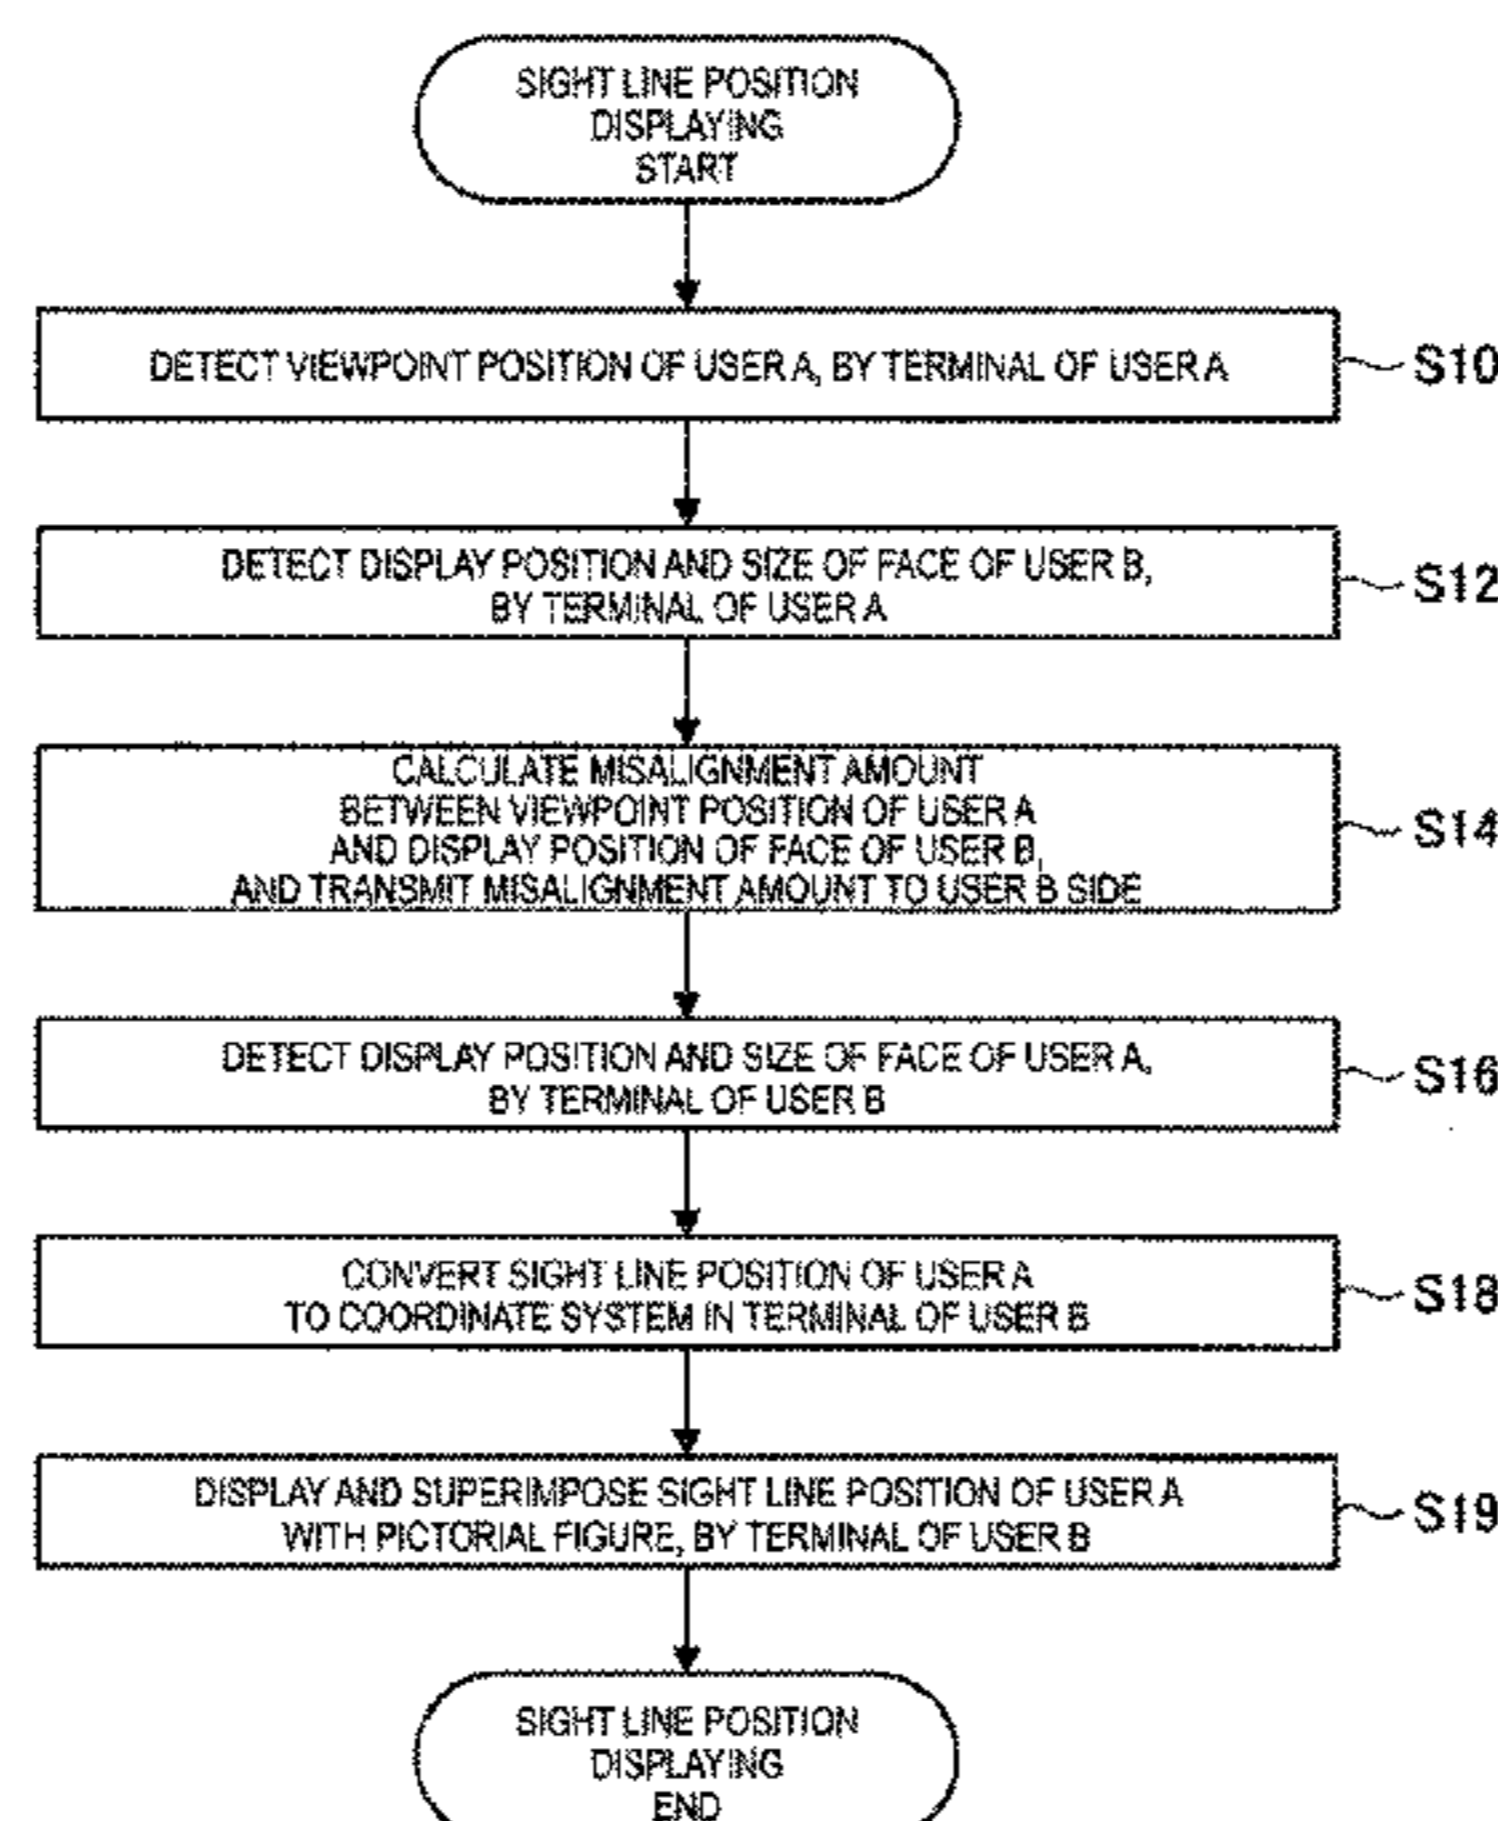 SIGHT LINE POSITION
DISPLAYING
START
DETECT VIEWPOINT POSITION OF USER A, BY TERMINAL OF USER A
S10
DETECT DISPLAY POSITION AND SIZE OF FACE OF USER B,
BY TERMINAL OF USER A
S12
CALCULATE MISALIGNMENT AMOUNT
BETWEEN VIEWPOINT POSITION OF USER A
AND DISPLAY POSITION OF FACE OF USER B,
AND TRANSMIT MISALIGNMENT AMOUNT TO USER B SIDE
S14
DETECT DISPLAY POSITION AND SIZE OF FACE OF USER A,
BY TERMINAL OF USER B
S16
CONVERT SIGHT LINE POSITION OF USER A
TO COORDINATE SYSTEM IN TERMINAL OF USER B
S18
DISPLAY AND SUPERIMPOSE SIGHT LINE POSITION OF USER A
WITH PICTORIAL FIGURE, BY TERMINAL OF USER B
S19
SIGHT LINE POSITION
DISPLAYING
END